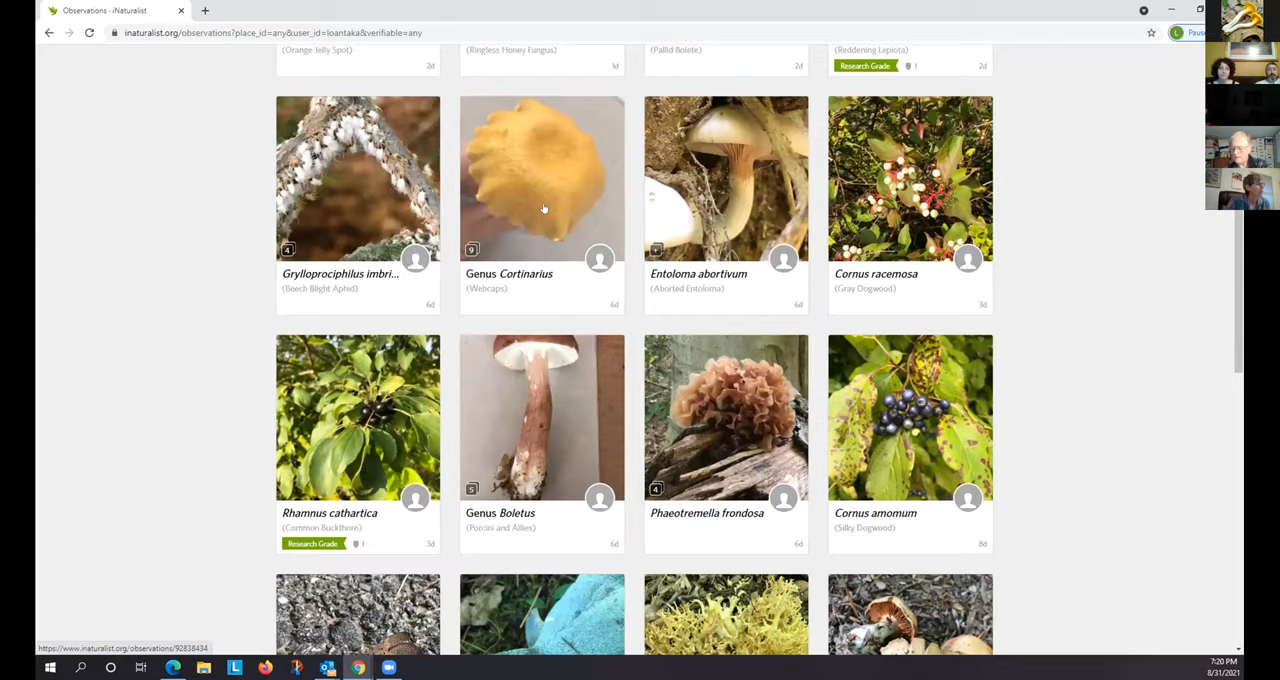 Observations - iNaturalist
inaturalist.org/observations?place_id=any&user_id=loantaka&verifiable=any
L
(Orange Jelly Spot)
2d
(Ringless Honey Fungus)
1d
(Pallid Bolete)
2d
(Reddening Lepiota)
Research Grade 1
2d
4
Grylloprociphilus imbri...
(Beech Blight Aphid)
6d
9
Genus Cortinarius
(Webcaps)
6d
Entoloma abortivum
(Aborted Entoloma)
6d
Cornus racemosa
(Gray Dogwood)
3d
Rhamnus cathartica
(Common Buckthorn)
Research Grade 1
3d
5
Genus Boletus
(Porcini and Allies)
6d
4
Phaeotremella frondosa
6d
Cornus amomum
(Silky Dogwood)
8d
https://www.inaturalist.org/observations/92838434
L
7:20 PM
8/31/2021